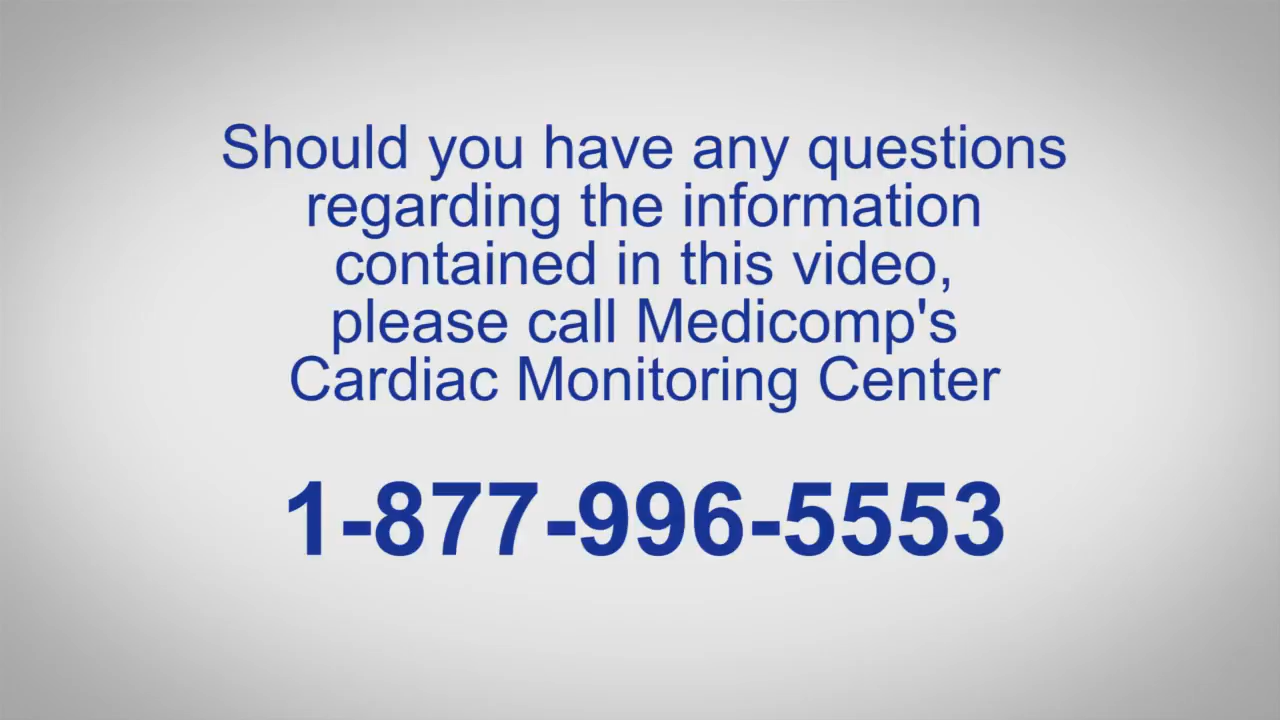 Should you have any questions
regarding the information
contained in this video,
please call Medicomp's
Cardiac Monitoring Center
1-877-996-5553